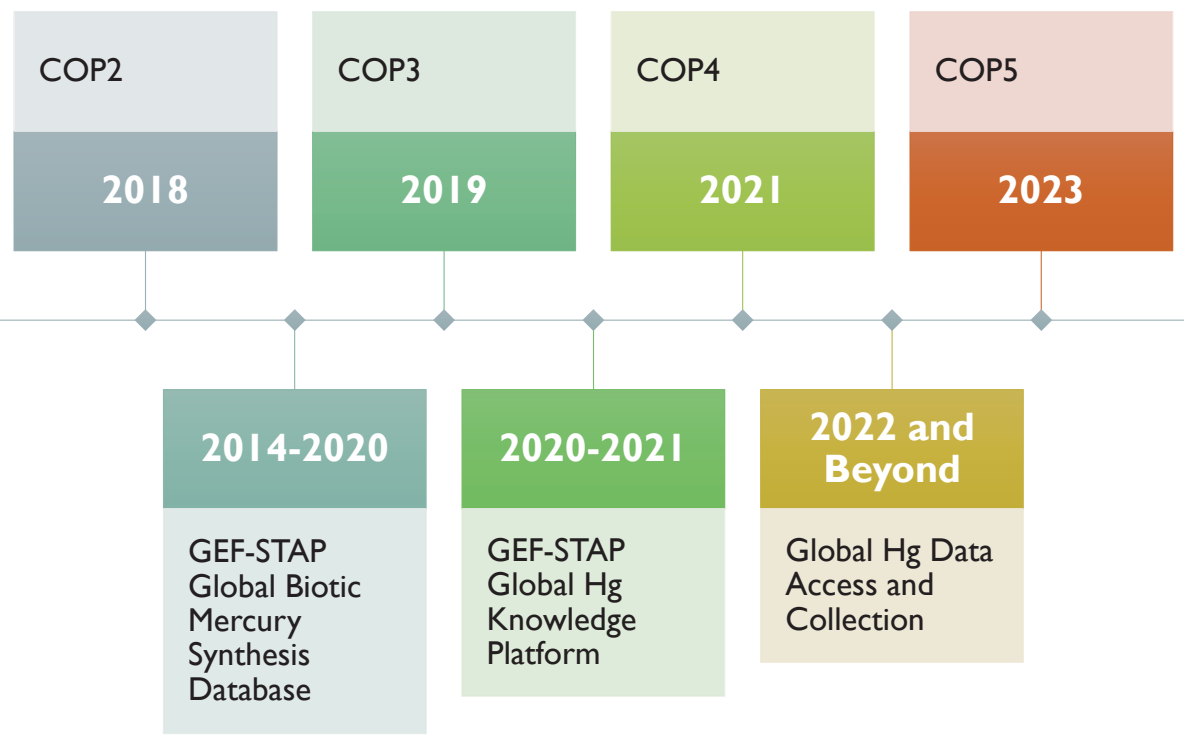 COP2
2018
COP3
2019
COP4
2021
COP5
2023
2014-2020
GEF-STAP
Global Biotic
Mercury
Synthesis
Database
2020-2021
GEF-STAP
Global Hg
Knowledge
Platform
2022 and
Beyond
Global Hg Data
Access and
Collection